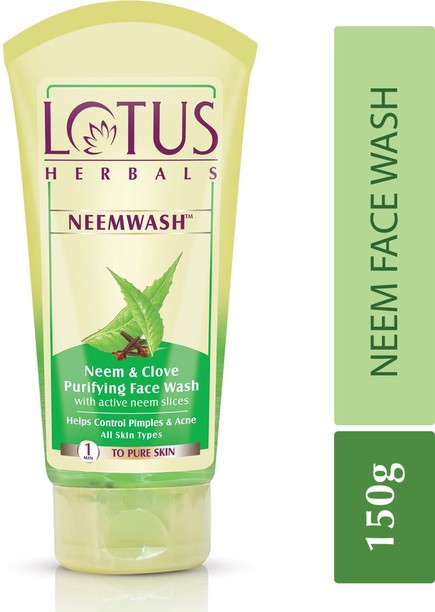 LOTUS
HERBALS
NEEMWASH™
Neem & Clove
Purifying Face Wash
with active neem slices
Helps Control Pimples & Acne
All Skin Types
1 MIN TO PURE SKIN
NEEM FACE WASH
150g